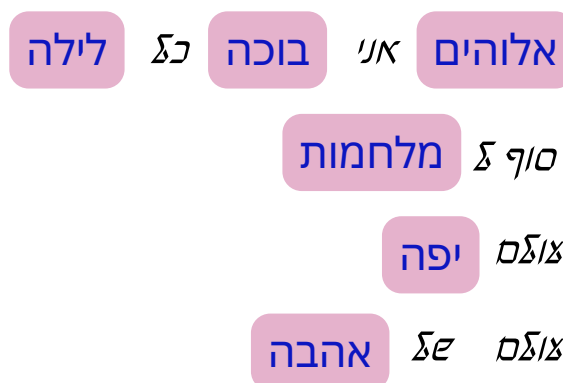 אלוהים אני בוכה כל לילה
סוף ל מלחמות
עולם יפה
עולם של אהבה